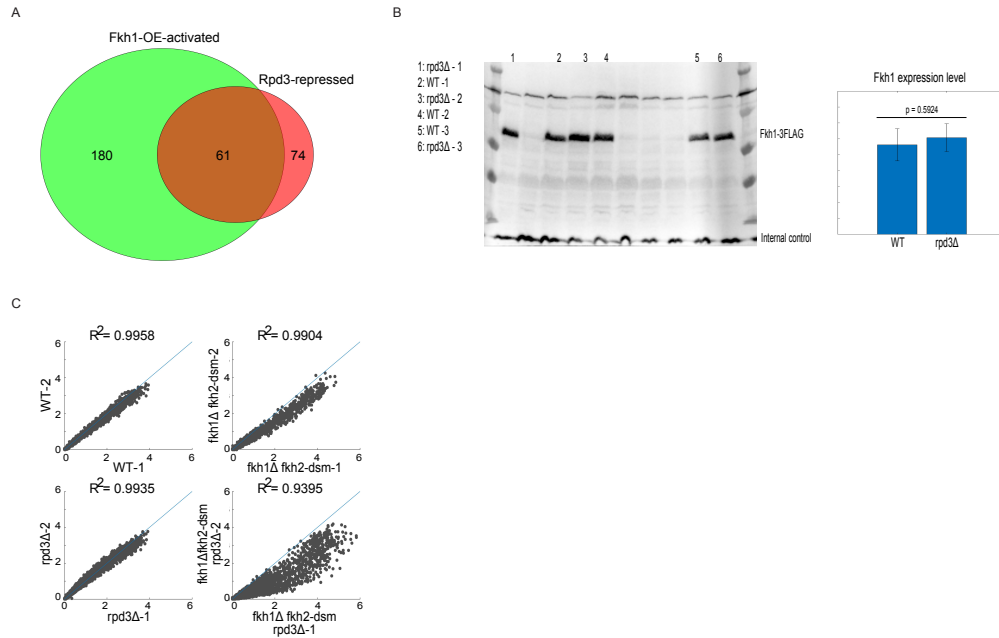 A
Fkh1-OE-activated
Rpd3-repressed
180
61
74
B
1: rpd3Δ - 1
2: WT -1
3: rpd3Δ - 2
4: WT -2
5: WT -3
6: rpd3Δ - 3
1 2 3 4 5 6
Fkh1-3FLAG
Internal control
Fkh1 expression level
p = 0.5924
WT rpd3Δ
C
R2= 0.9958
6
4
2
0
0 2 4 6
WT-2
WT-1
R2= 0.9904
6
4
2
0
0 2 4 6
fkh1Δ fkh2-dsm-2
fkh1Δ fkh2-dsm-1
R2= 0.9935
6
4
2
0
0 2 4 6
rpd3Δ-2
rpd3Δ-1
R2= 0.9395
6
4
2
0
0 2 4 6
fkh1Δfkh2-dsm
rpd3Δ-2
fkh1Δ fkh2-dsm
rpd3Δ-1